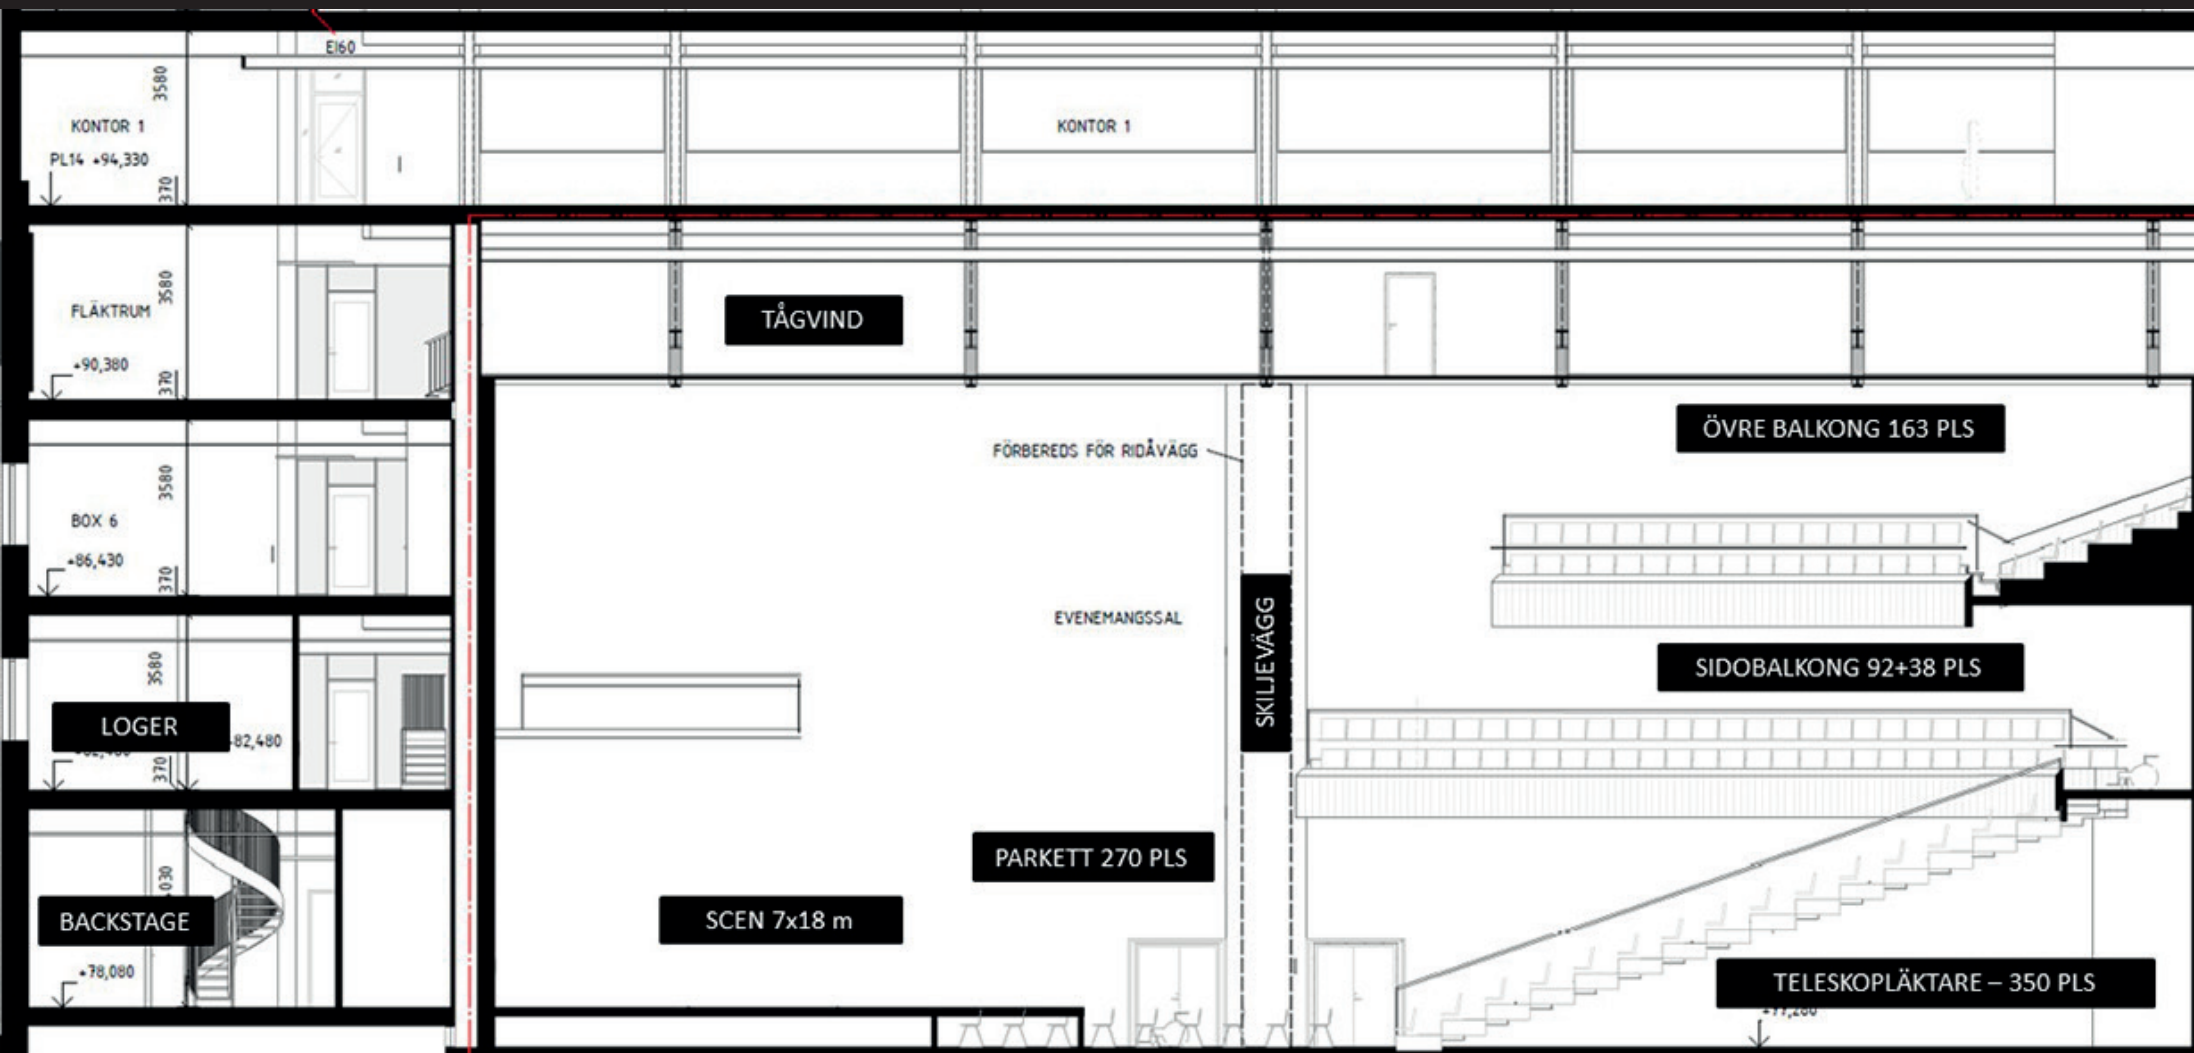 EI60
3580
KONTOR 1
PL14 +94,330
370
KONTOR 1
3580
FLÄKTRUM
+90,380
370
TÅGVIND
3580
BOX 6
+86,430
370
FÖRBEREDS FÖR RIDÅVÄGG
ÖVRE BALKONG 163 PLS
EVENEMANGSSAL
SKILJEVÄGG
SIDOBALKONG 92+38 PLS
3580
LOGER
82,480
370
PARKETT 270 PLS
030
BACKSTAGE
+78,080
SCEN 7x18 m
TELESKOPLÄKTARE – 350 PLS